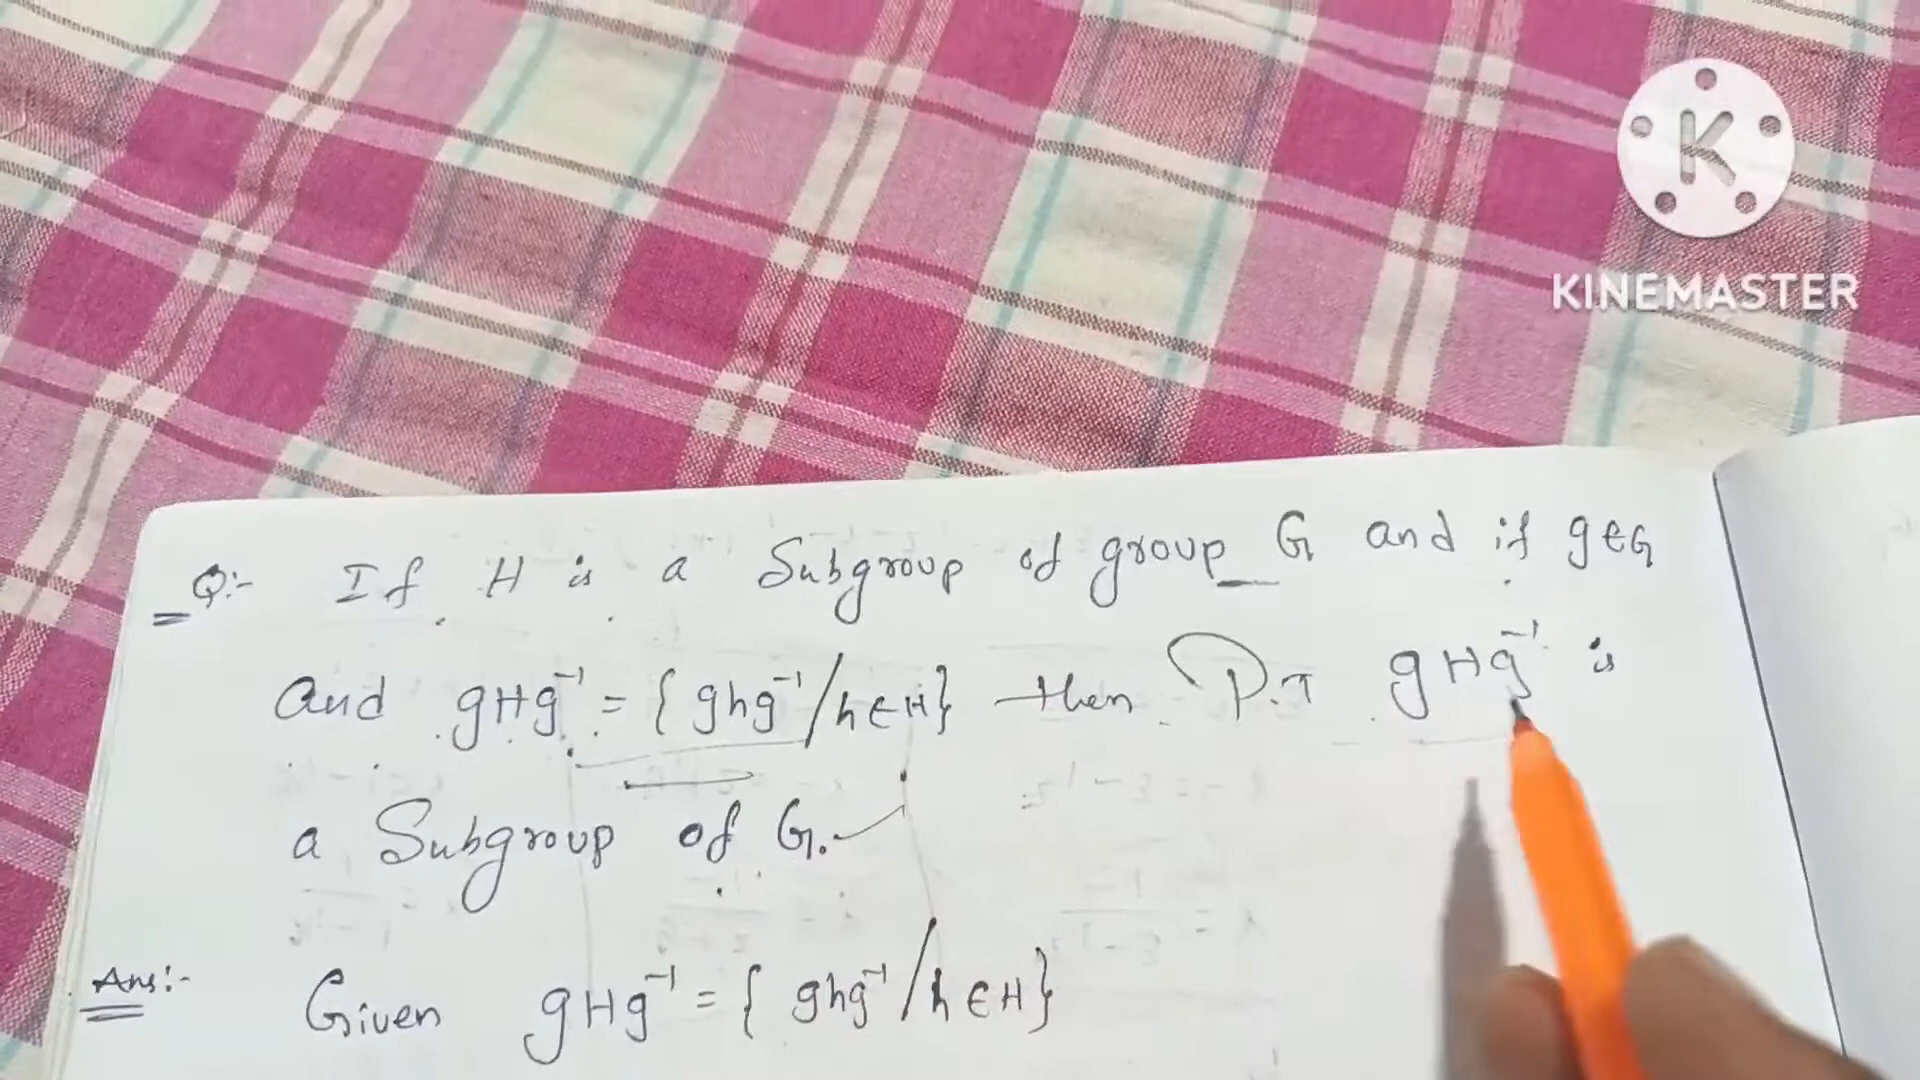 K
KINEMASTER
Q:- If H is a Subgroup of group G and if g∈G
and gHg⁻¹ = {ghg⁻¹/h∈H} then P.T gHg⁻¹ is
a Subgroup of G.
Ans:- Given gHg⁻¹ = { ghg⁻¹/h∈H}